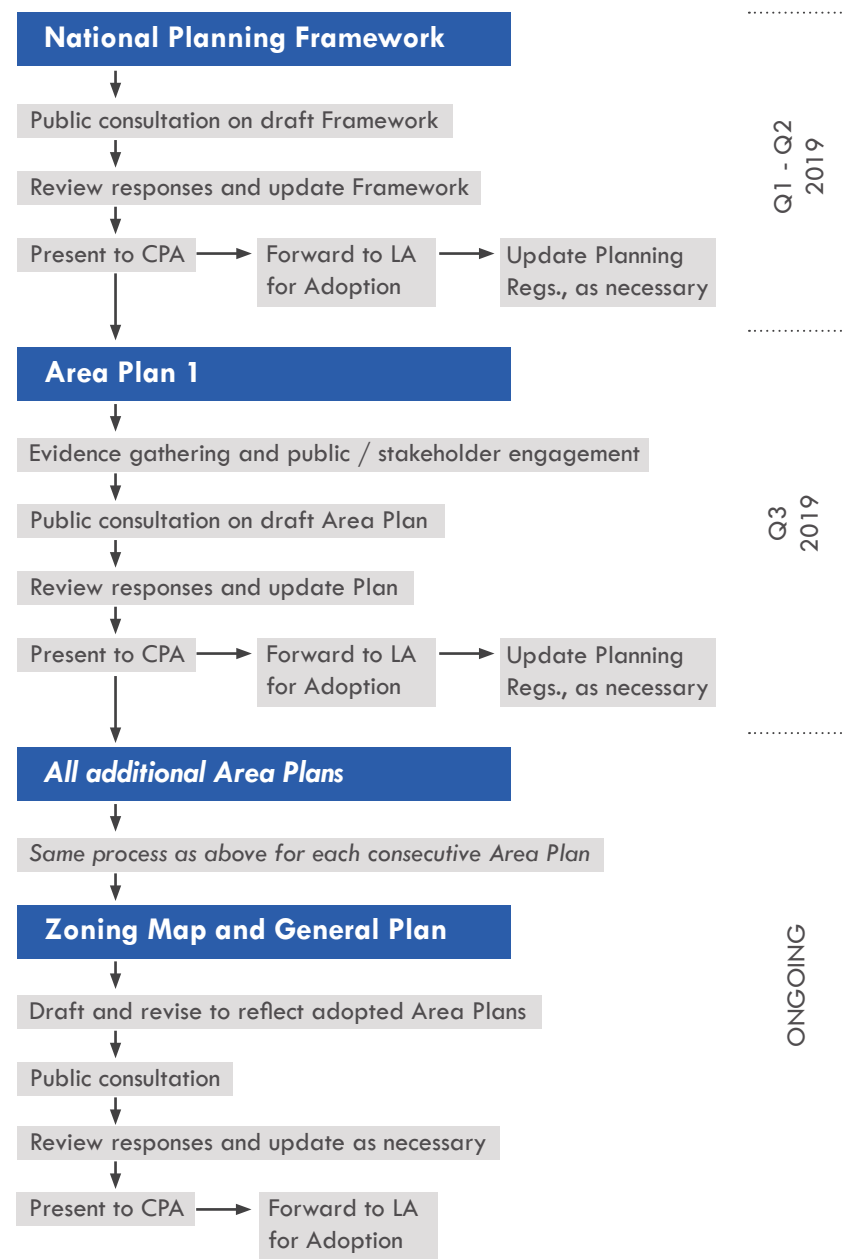 National Planning Framework
Public consultation on draft Framework
Review responses and update Framework
Present to CPA
Forward to LA
for Adoption
Update Planning
Regs., as necessary
Q1 - Q2
2019
Area Plan 1
Evidence gathering and public / stakeholder engagement
Public consultation on draft Area Plan
Review responses and update Plan
Present to CPA
Forward to LA
for Adoption
Update Planning
Regs., as necessary
Q3
2019
All additional Area Plans
Same process as above for each consecutive Area Plan
Zoning Map and General Plan
Draft and revise to reflect adopted Area Plans
Public consultation
Review responses and update as necessary
Present to CPA
Forward to LA
for Adoption
ONGOING